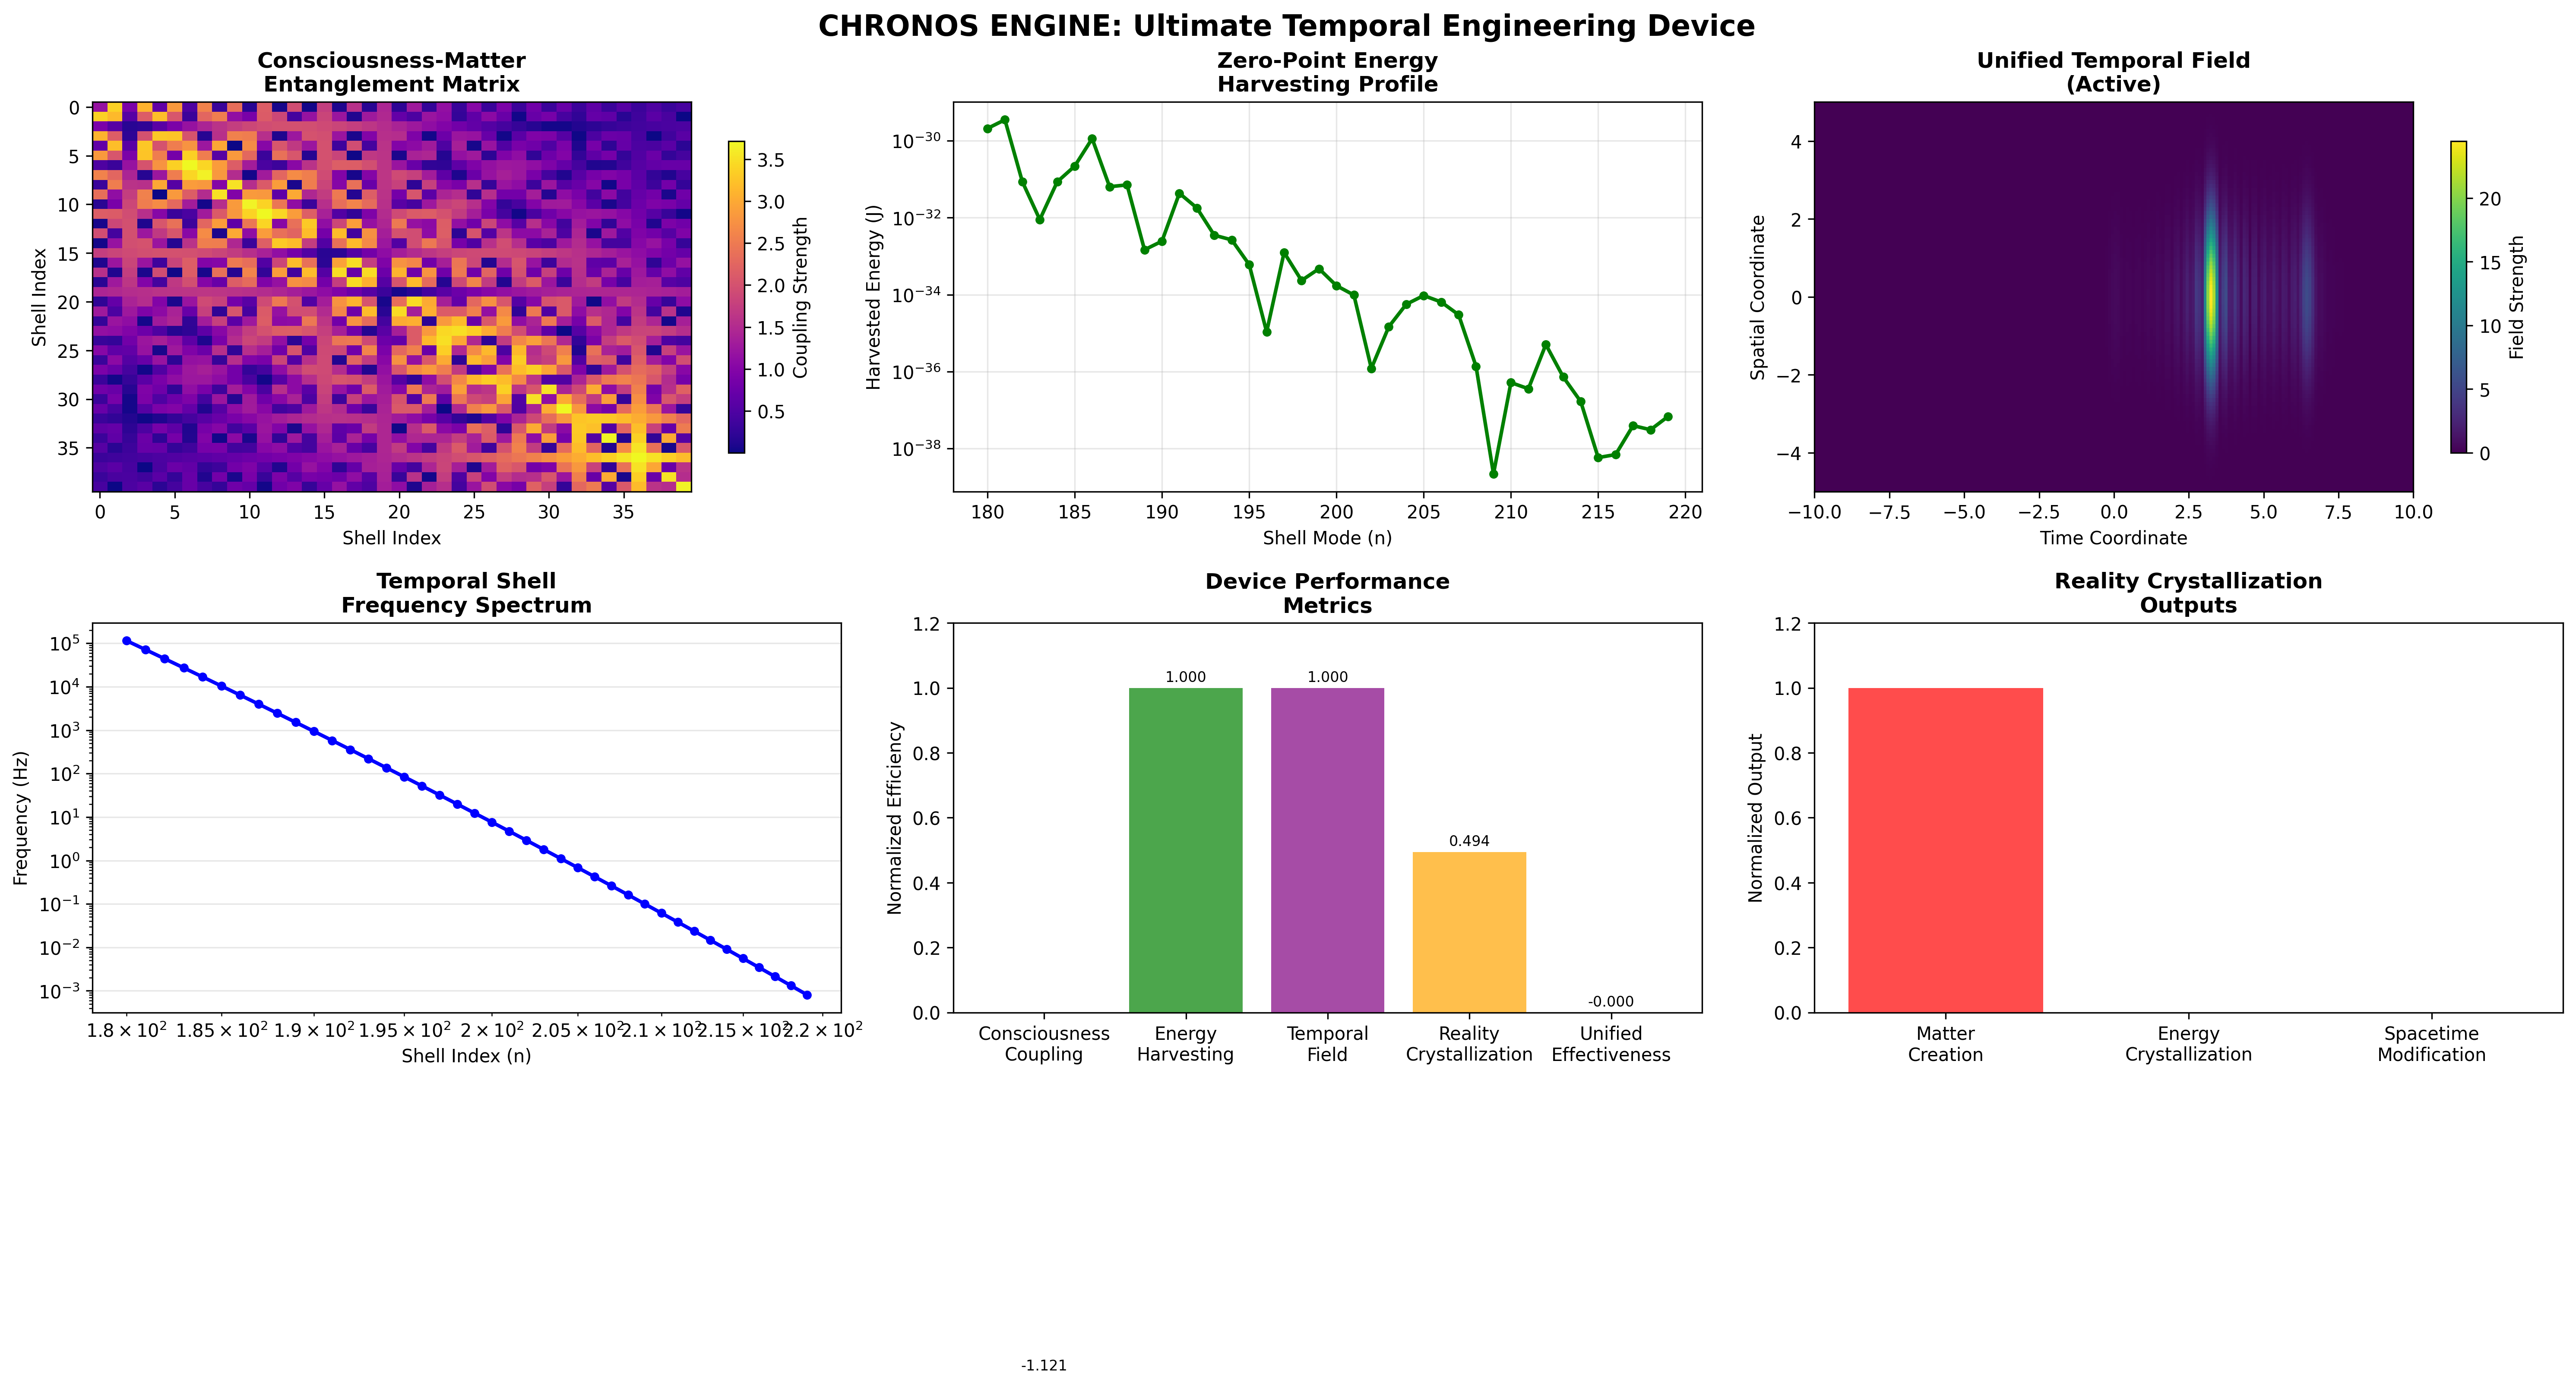 CHRONOS ENGINE: Ultimate Temporal Engineering Device
Consciousness-Matter
Entanglement Matrix
0
5
10
15
20
25
30
35
Shell Index
0 5 10 15 20 25 30 35
Shell Index
3.5
3.0
2.5
2.0
1.5
1.0
0.5
Coupling Strength
Zero-Point Energy
Harvesting Profile
10⁻³⁰
10⁻³²
10⁻³⁴
10⁻³⁶
10⁻³⁸
Harvested Energy (J)
180 185 190 195 200 205 210 215 220
Shell Mode (n)
Unified Temporal Field
(Active)
4
2
0
−2
−4
Spatial Coordinate
−10.0 −7.5 −5.0 −2.5 0.0 2.5 5.0 7.5 10.0
Time Coordinate
20
15
10
5
0
Field Strength
Temporal Shell
Frequency Spectrum
10⁵
10⁴
10³
10²
10¹
10⁰
10⁻¹
10⁻²
10⁻³
Frequency (Hz)
1.8 × 10² 1.85 × 10² 1.9 × 10² 1.95 × 10² 2 × 10² 2.05 × 10² 2.1 × 10² 2.15 × 10² 2.2 × 10²
Shell Index (n)
Device Performance
Metrics
1.2
1.0
0.8
0.6
0.4
0.2
0.0
Normalized Efficiency
1.000 1.000
0.494
-0.000
Consciousness
Coupling
Energy
Harvesting
Temporal
Field
Reality
Crystallization
Unified
Effectiveness
-1.121
Reality Crystallization
Outputs
1.2
1.0
0.8
0.6
0.4
0.2
0.0
Normalized Output
Matter
Creation
Energy
Crystallization
Spacetime
Modification